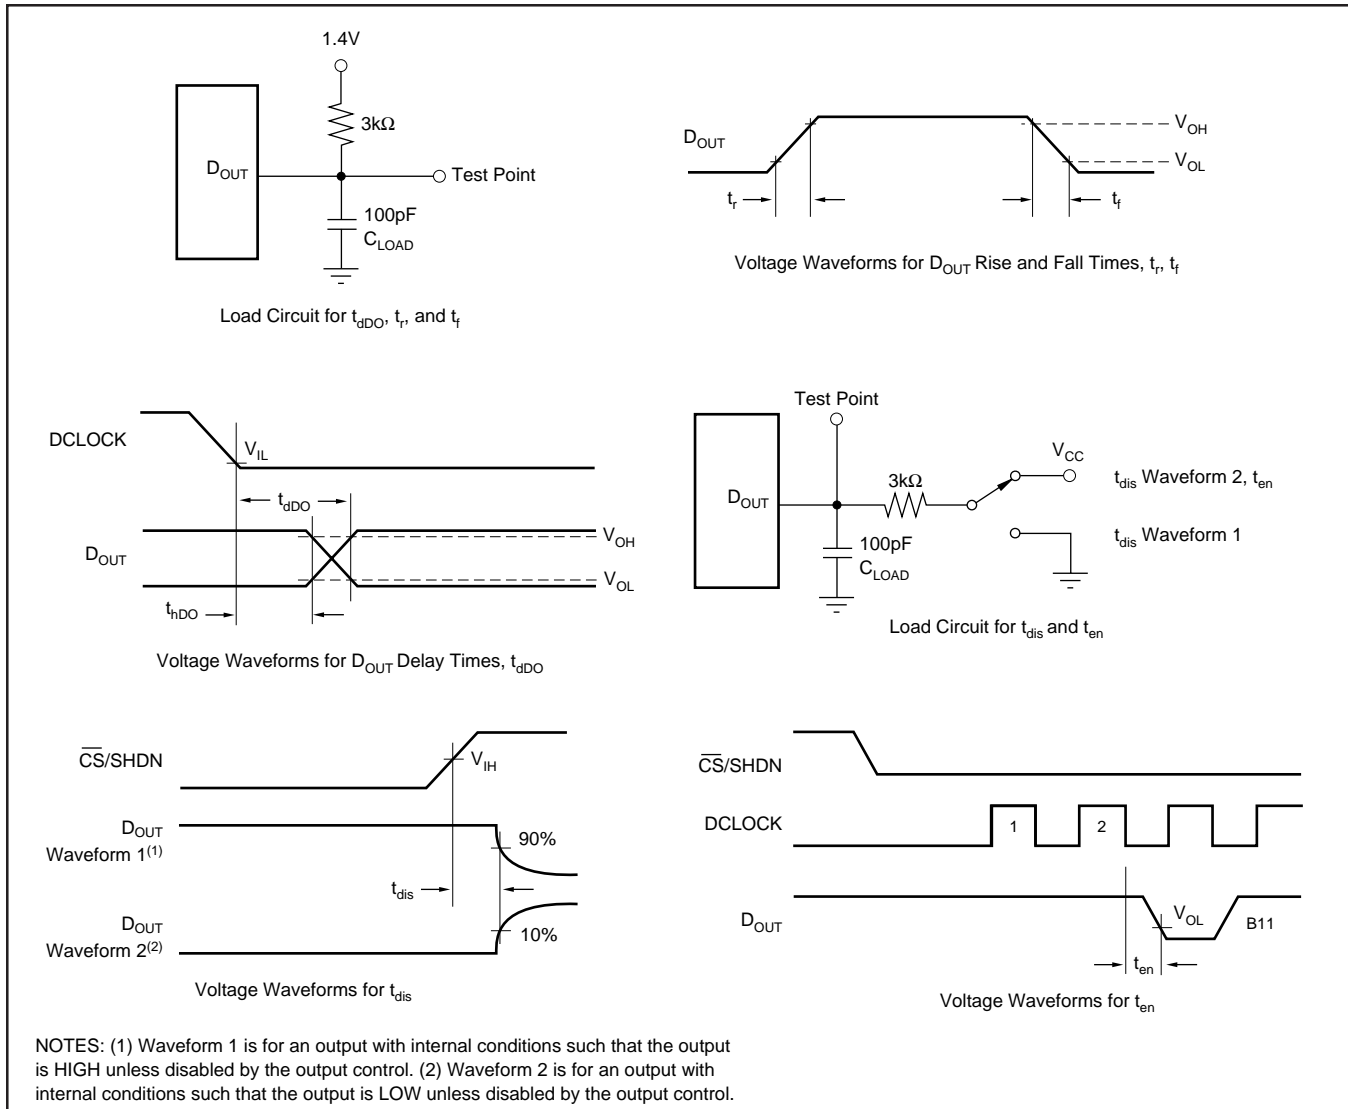 1.4V
3kΩ
DOUT
Test Point
100pF
CLOAD
Load Circuit for tdDO, tr, and tf
DOUT
VOH
VOL
tr
tf
Voltage Waveforms for DOUT Rise and Fall Times, tr, tf
DCLOCK
VIL
tdDO
DOUT
VOH
VOL
thDO
Voltage Waveforms for DOUT Delay Times, tdDO
Test Point
VCC
3kΩ
tdis Waveform 2, ten
DOUT
100pF
CLOAD
tdis Waveform 1
Load Circuit for tdis and ten
C̅S̅/SHDN
VIH
DOUT
Waveform 1(1)
90%
tdis
DOUT
Waveform 2(2)
10%
Voltage Waveforms for tdis
C̅S̅/SHDN
DCLOCK
1
2
DOUT
VOL
B11
ten
Voltage Waveforms for ten
NOTES: (1) Waveform 1 is for an output with internal conditions such that the output
is HIGH unless disabled by the output control. (2) Waveform 2 is for an output with
internal conditions such that the output is LOW unless disabled by the output control.